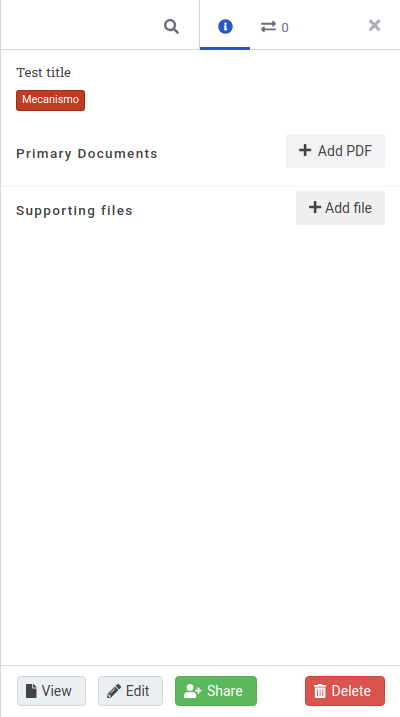 0
Test title
Mecanismo
Primary Documents
Add PDF
Supporting files
Add file
View
Edit
Share
Delete